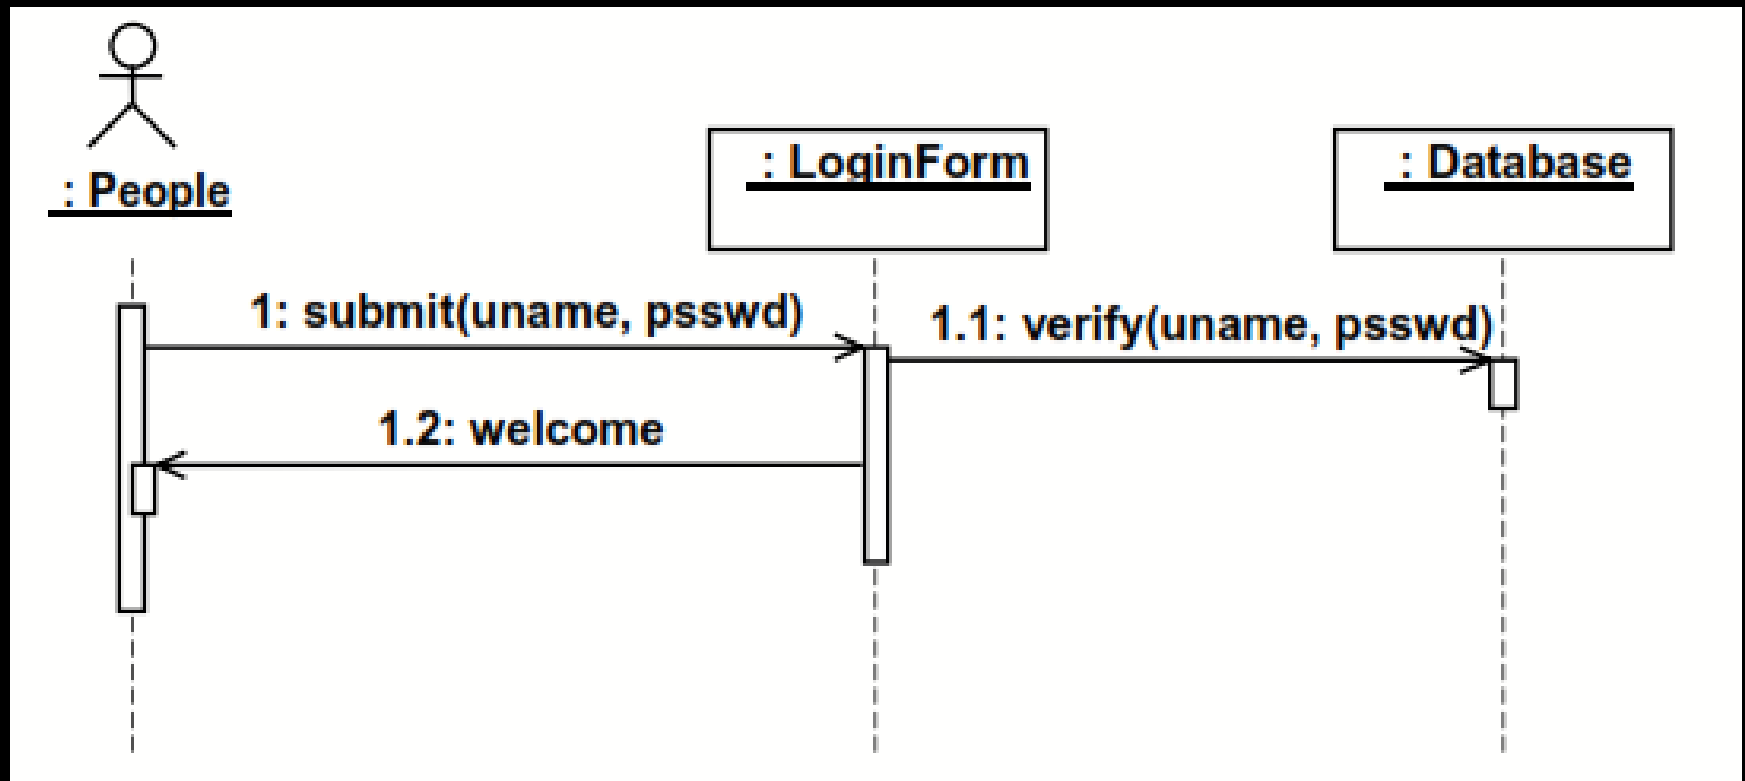 : People
: LoginForm
: Database
1: submit(uname, psswd)
1.1: verify(uname, psswd)
1.2: welcome